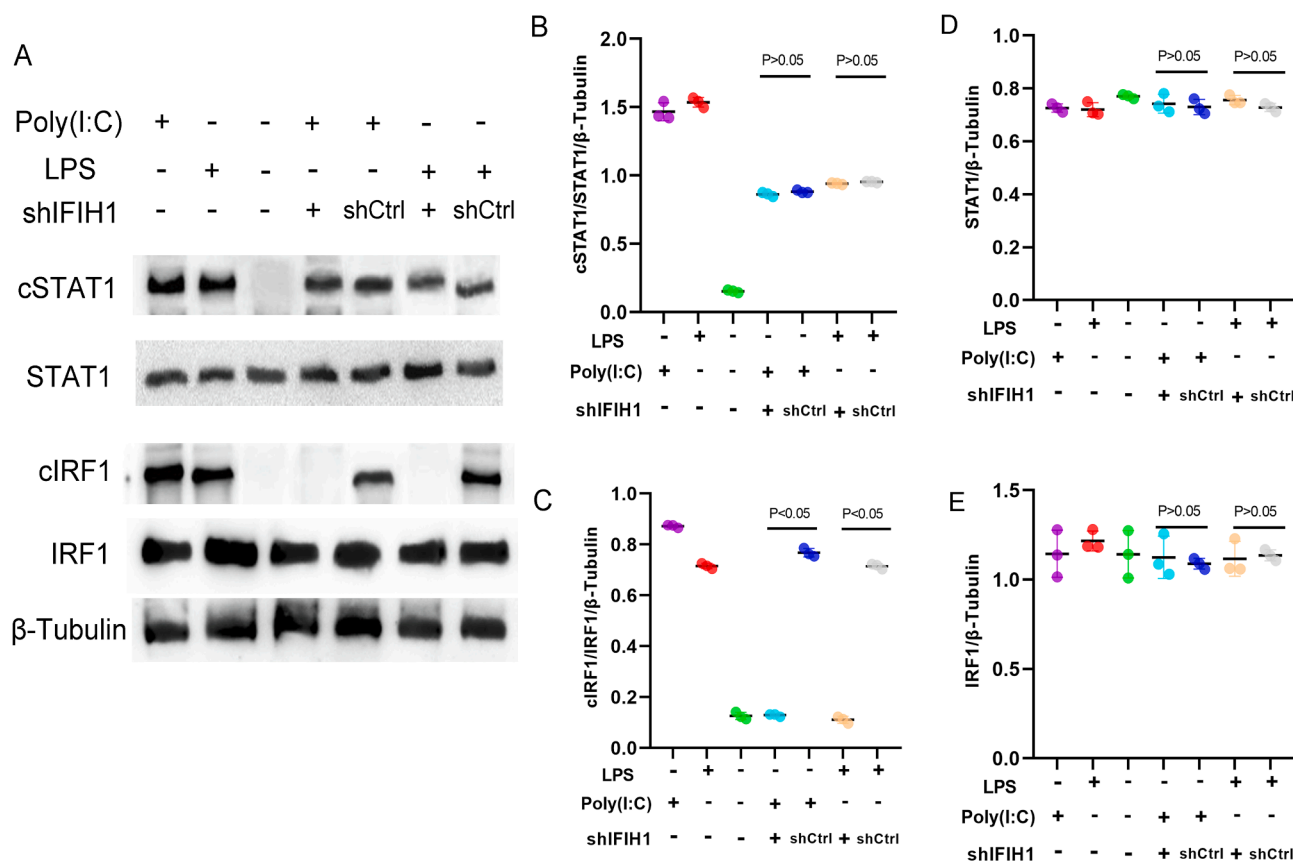 A
Poly(I:C) + - - + + - -
LPS - + - - - + +
shIFIH1 - - - + shCtrl + shCtrl
cSTAT1
STAT1
cIRF1
IRF1
β-Tubulin
B
cSTAT1/STAT1/β-Tubulin
2.0
1.5
1.0
0.5
0.0
P>0.05 P>0.05
LPS - + - - - + +
Poly(I:C) + - - + + - -
shIFIH1 - - - + shCtrl + shCtrl
C
cIRF1/IRF1/β-Tubulin
1.0
0.8
0.6
0.4
0.2
0.0
P<0.05 P<0.05
LPS - + - - - + +
Poly(I:C) + - - + + - -
shIFIH1 - - - + shCtrl + shCtrl
D
STAT1/β-Tubulin
1.0
0.8
0.6
0.4
0.2
0.0
P>0.05 P>0.05
LPS - + - - - + +
Poly(I:C) + - - + + - -
shIFIH1 - - - + shCtrl + shCtrl
E
IRF1/β-Tubulin
1.5
1.0
0.5
0.0
P>0.05 P>0.05
LPS - + - - - + +
Poly(I:C) + - - + + - -
shIFIH1 - - - + shCtrl + shCtrl